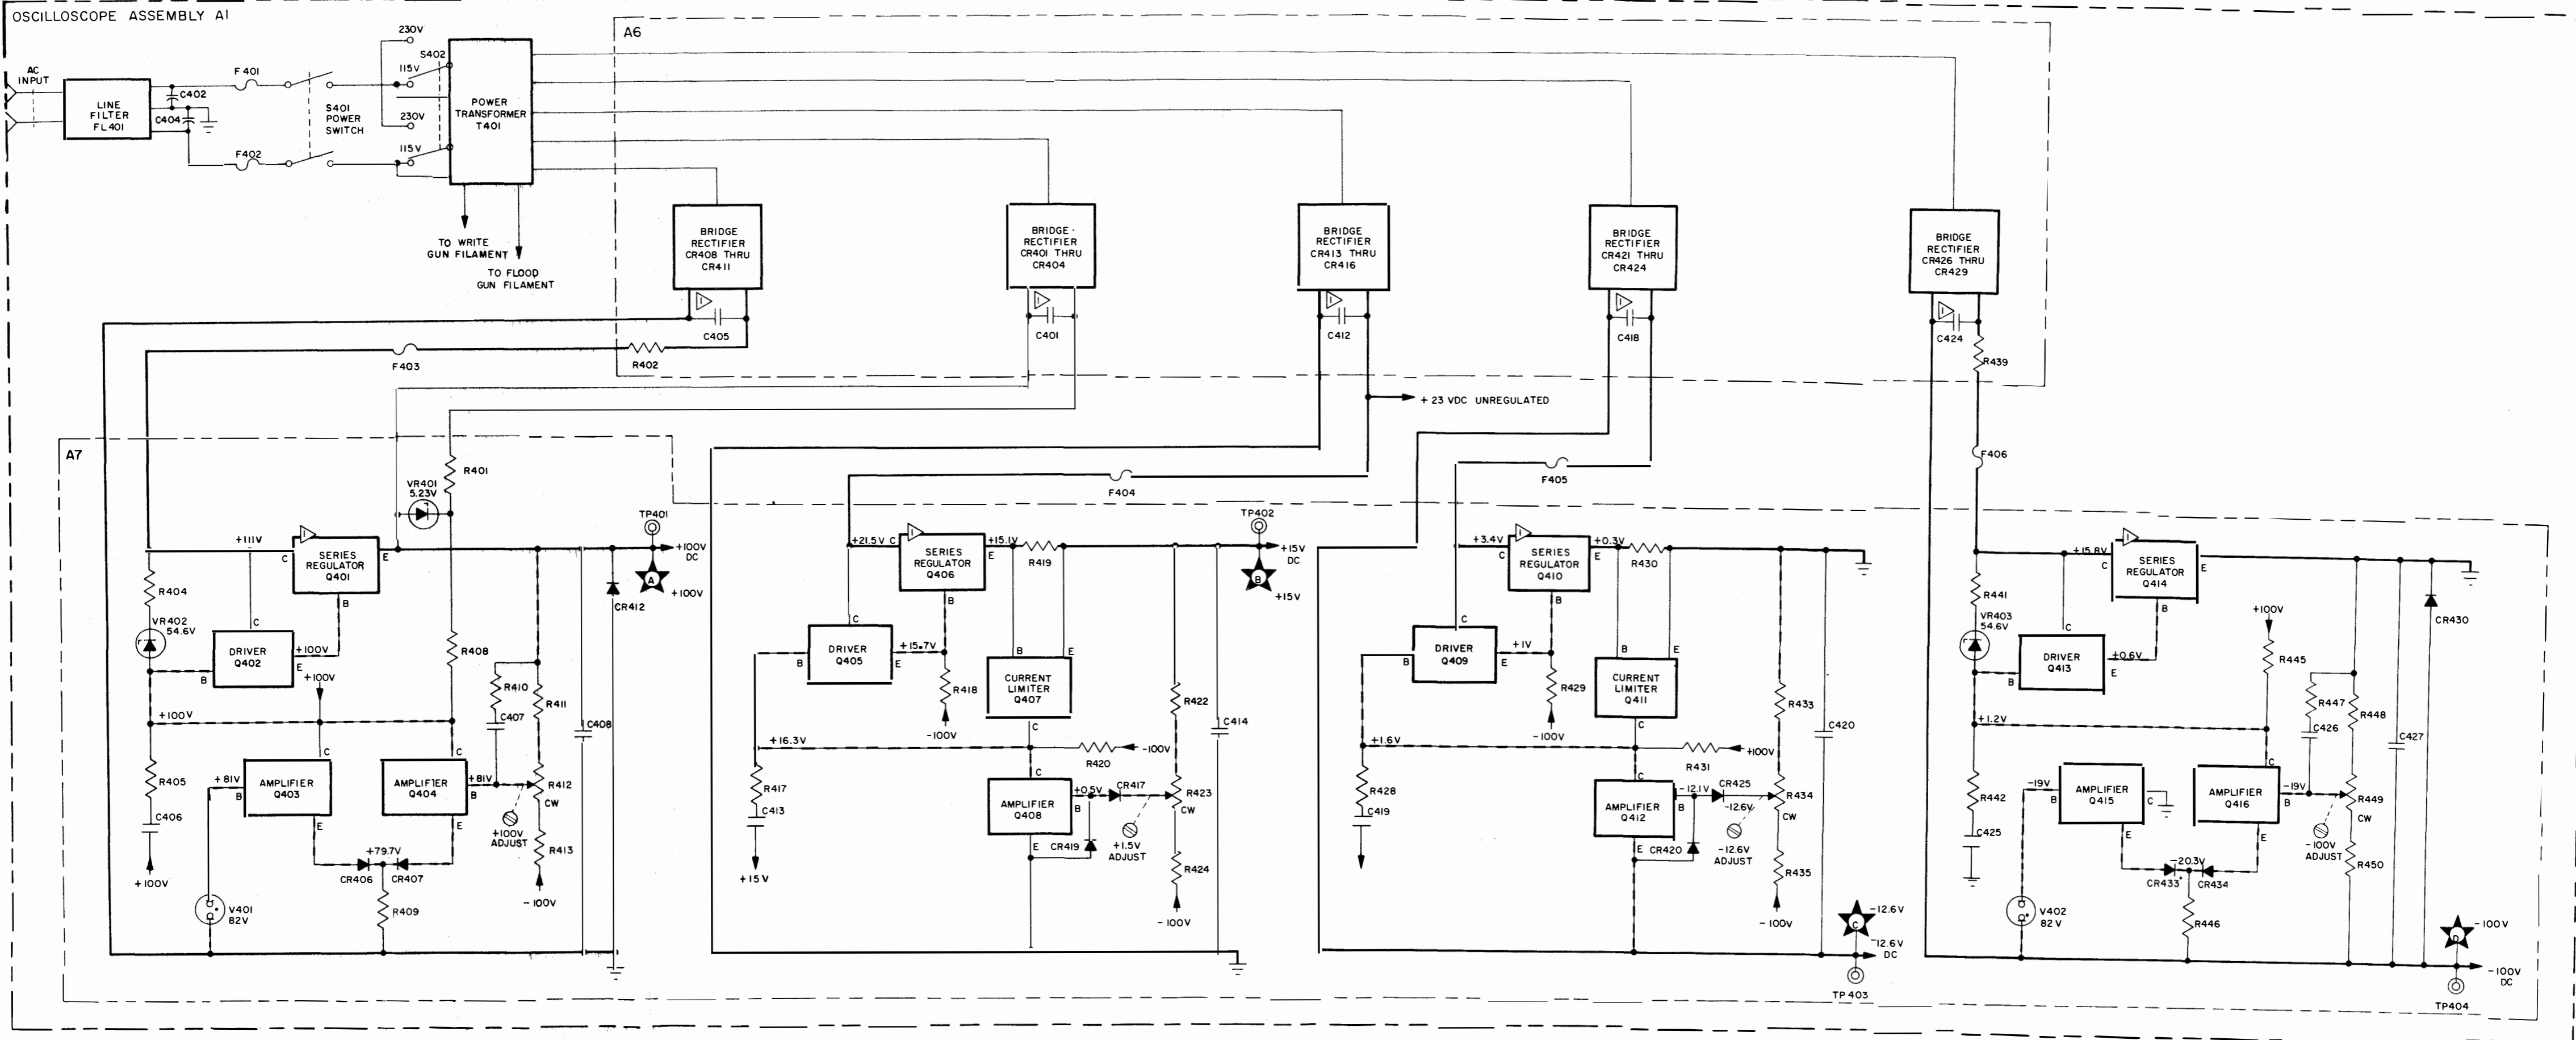 OSCILLOSCOPE ASSEMBLY A1
A6
AC
INPUT
LINE
FILTER
FL401
C402
C404
F401
F402
S401
POWER
SWITCH
230V
115V
230V
115V
S402
POWER
TRANSFORMER
T401
TO WRITE
GUN FILAMENT
TO FLOOD
GUN FILAMENT
BRIDGE
RECTIFIER
CR408 THRU
CR411
BRIDGE
RECTIFIER
CR401 THRU
CR404
BRIDGE
RECTIFIER
CR413 THRU
CR416
BRIDGE
RECTIFIER
CR421 THRU
CR424
BRIDGE
RECTIFIER
CR426 THRU
CR429
1
C405
1
C401
1
C412
1
C418
1
C424
F403
R402
R439
+ 23 VDC UNREGULATED
A7
R401
VR401
5.23V
F404
F405
F406
+111V
C
1
SERIES
REGULATOR
Q401
E
B
TP401
+100V
DC
A
+100V
R404
VR402
54.6V
C
DRIVER
Q402
+100V
E
B
+100V
+100V
R408
R410
C407
R411
C408
CR412
R405
C406
+100V
+81V
B
C
AMPLIFIER
Q403
E
C
AMPLIFIER
Q404
+81V
B
E
R412
CW
+100V
ADJUST
R413
-100V
+79.7V
CR406
CR407
R409
V401
82V
+21.5V
C
1
SERIES
REGULATOR
Q406
+15.1V
E
B
R419
TP402
+15V
DC
B
+15V
C
DRIVER
Q405
+15.7V
E
B
R418
-100V
B
E
CURRENT
LIMITER
Q407
C
R422
C414
+16.3V
R420
-100V
R417
C413
+15V
C
AMPLIFIER
Q408
+0.5V
B
E
CR417
CR419
+1.5V
ADJUST
R423
CW
R424
-100V
+3.4V
C
1
SERIES
REGULATOR
Q410
+0.3V
E
B
R430
C
DRIVER
Q409
+1V
E
B
R429
-100V
B
E
CURRENT
LIMITER
Q411
C
R433
C420
+1.6V
R431
+100V
R428
C419
C
AMPLIFIER
Q412
-12.1V
B
E
CR425
-12.6V
CR420
-12.6V
ADJUST
R434
CW
R435
-100V
C
-12.6V
-12.6V
DC
TP403
+15.8V
C
1
SERIES
REGULATOR
Q414
E
B
R441
VR403
54.6V
C
DRIVER
Q413
+0.6V
E
B
+100V
R445
CR430
R447
C426
R448
C427
+1.2V
R442
C425
-19V
B
AMPLIFIER
Q415
C
E
C
AMPLIFIER
Q416
-19V
B
E
R449
CW
-100V
ADJUST
R450
-20.3V
CR433
CR434
R446
V402
82V
D
-100V
-100V
DC
TP404